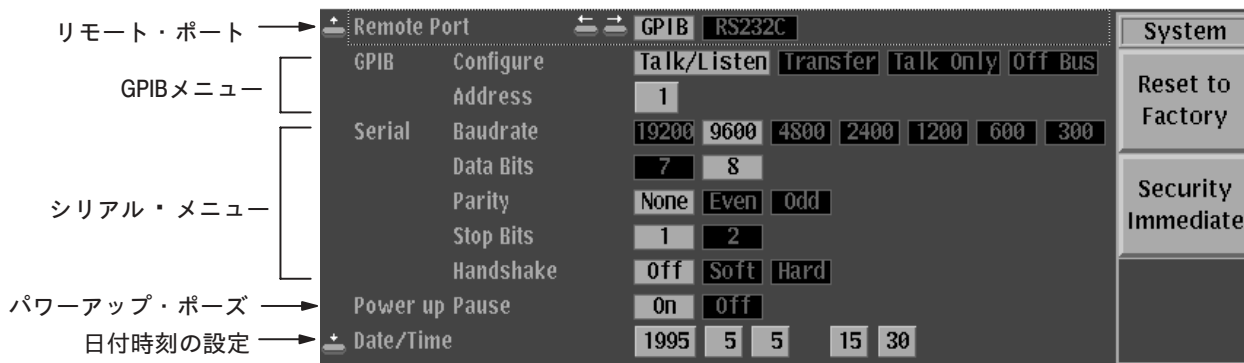 リモート・ポート Remote Port GPIB RS232C System
GPIBメニュー GPIB Configure Talk/Listen Transfer Talk Only Off Bus
Address 1
Reset to Factory
シリアル・メニュー Serial Baudrate 19200 9600 4800 2400 1200 600 300
Data Bits 7 8
Parity None Even Odd
Stop Bits 1 2
Handshake Off Soft Hard
Security Immediate
パワーアップ・ポーズ Power up Pause On Off
日付時刻の設定 Date/Time 1995 5 5 15 30